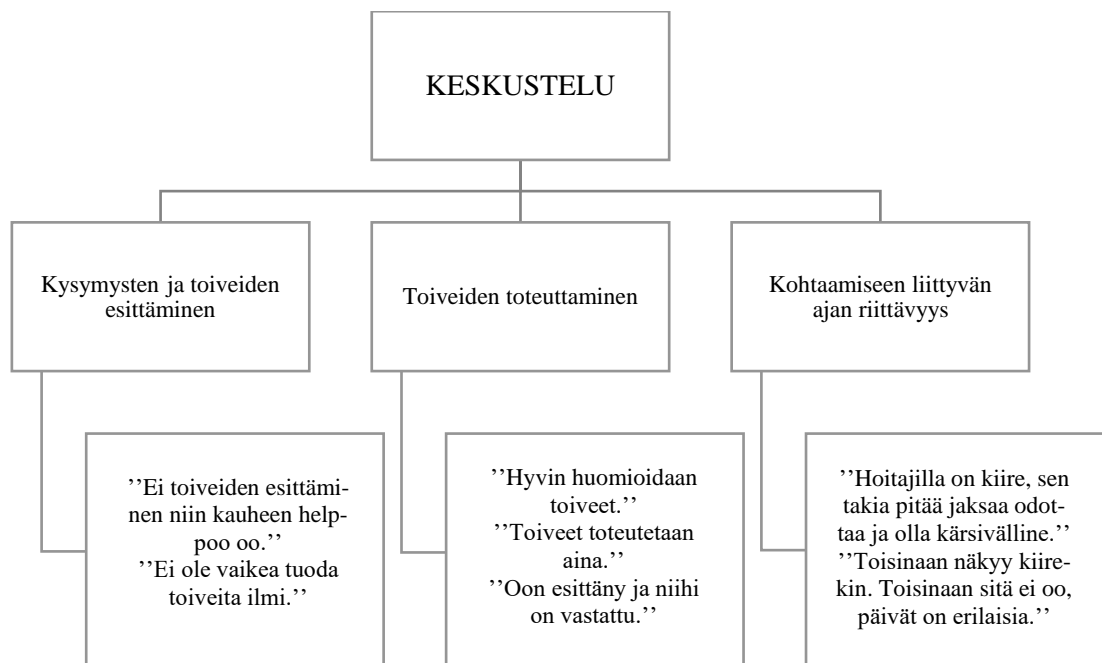 KESKUSTELU
Kysymysten ja toiveiden
esittäminen
Toiveiden toteuttaminen
Kohtaamiseen liittyvän
ajan riittävyys
’’Ei toiveiden esittämi-
nen niin kauheen help-
poo oo.’’
’’Ei ole vaikea tuoda
toiveita ilmi.’’
’’Hyvin huomioidaan
toiveet.’’
’’Toiveet toteutetaan
aina.’’
’’Oon esittäny ja niihi
on vastattu.’’
’’Hoitajilla on kiire, sen
takia pitää jaksaa odot-
taa ja olla kärsivälline.’’
’’Toisinaan näkyy kiire-
kin. Toisinaan sitä ei oo,
päivät on erilaisia.’’